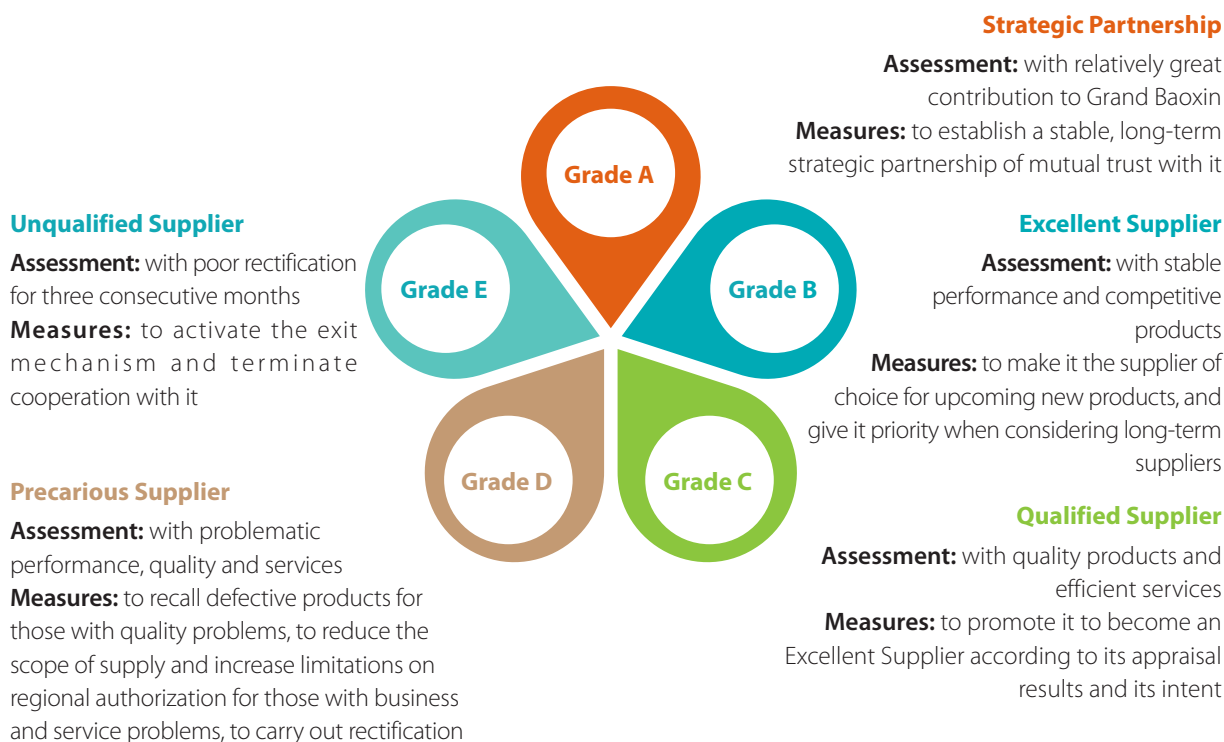 Strategic Partnership
Assessment: with relatively great
contribution to Grand Baoxin
Measures: to establish a stable, long-term
strategic partnership of mutual trust with it
Grade A
Excellent Supplier
Assessment: with stable
performance and competitive
products
Measures: to make it the supplier of
choice for upcoming new products, and
give it priority when considering long-term
suppliers
Grade B
Qualified Supplier
Assessment: with quality products and
efficient services
Measures: to promote it to become an
Excellent Supplier according to its appraisal
results and its intent
Grade C
Precarious Supplier
Assessment: with problematic
performance, quality and services
Measures: to recall defective products for
those with quality problems, to reduce the
scope of supply and increase limitations on
regional authorization for those with business
and service problems, to carry out rectification
Grade D
Unqualified Supplier
Assessment: with poor rectification
for three consecutive months
Measures: to activate the exit
mechanism and terminate
cooperation with it
Grade E